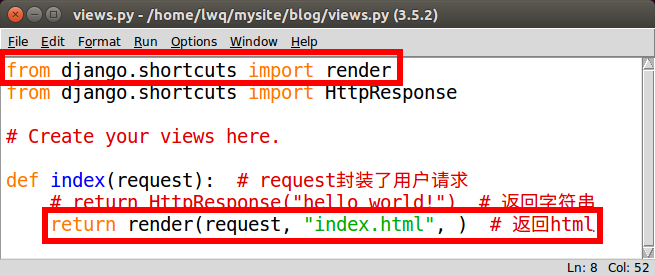 views.py - /home/lwq/mysite/blog/views.py (3.5.2)
File Edit Format Run Options Window Help
from django.shortcuts import render
from django.shortcuts import HttpResponse
# Create your views here.
def index(request):  # request封装了用户请求
    # return HttpResponse("hello world!")  # 返回字符串
    return render(request, "index.html", )  # 返回html
Ln: 8 Col: 52